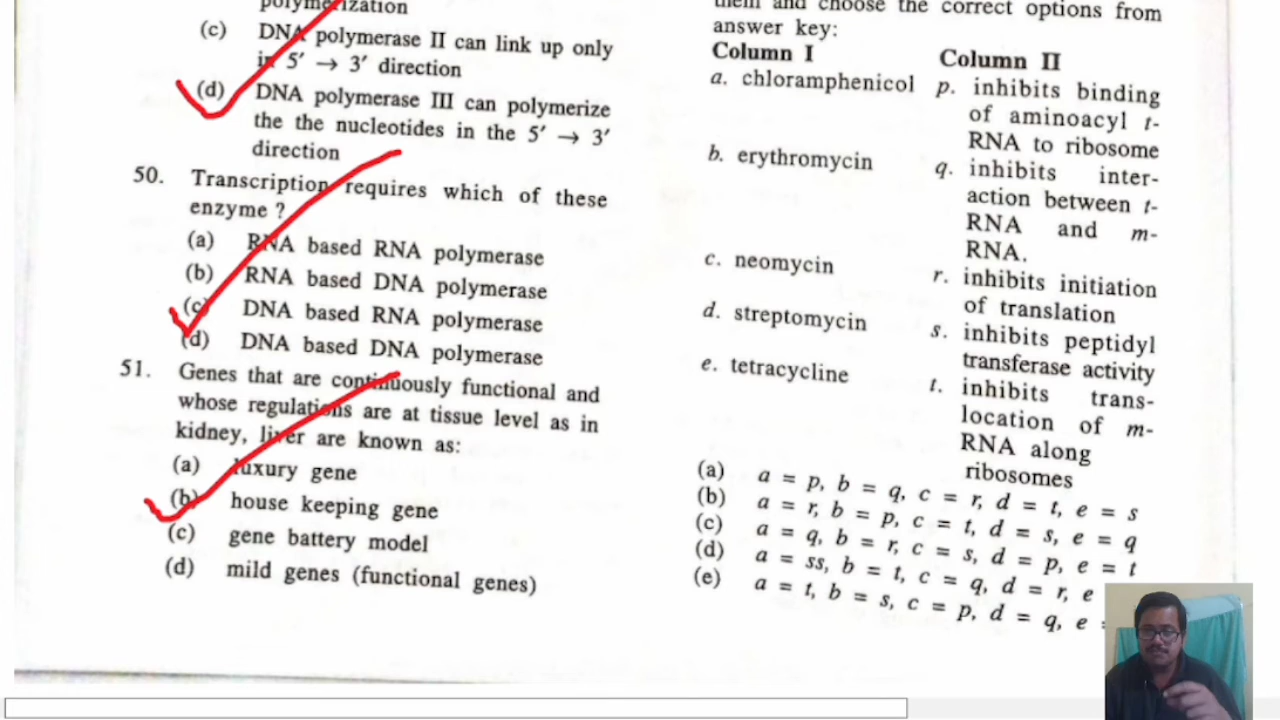 polymerization
(c) DNA polymerase II can link up only
in 5′ → 3′ direction
(d) DNA polymerase III can polymerize
the the nucleotides in the 5′ → 3′
direction
50. Transcription requires which of these
enzyme ?
(a) RNA based RNA polymerase
(b) RNA based DNA polymerase
(c) DNA based RNA polymerase
(d) DNA based DNA polymerase
51. Genes that are continuously functional and
whose regulations are at tissue level as in
kidney, liver are known as:
(a) luxury gene
(b) house keeping gene
(c) gene battery model
(d) mild genes (functional genes)
them and choose the correct options from
answer key:
Column I Column II
a. chloramphenicol p. inhibits binding
of aminoacyl t-
RNA to ribosome
b. erythromycin q. inhibits inter-
action between t-
RNA and m-
RNA.
c. neomycin r. inhibits initiation
of translation
d. streptomycin s. inhibits peptidyl
transferase activity
e. tetracycline t. inhibits trans-
location of m-
RNA along
ribosomes
(a) a = p, b = q, c = r, d = t, e = s
(b) a = r, b = p, c = t, d = s, e = q
(c) a = q, b = r, c = s, d = p, e = t
(d) a = ss, b = t, c = q, d = r, e
(e) a = t, b = s, c = p, d = q, e